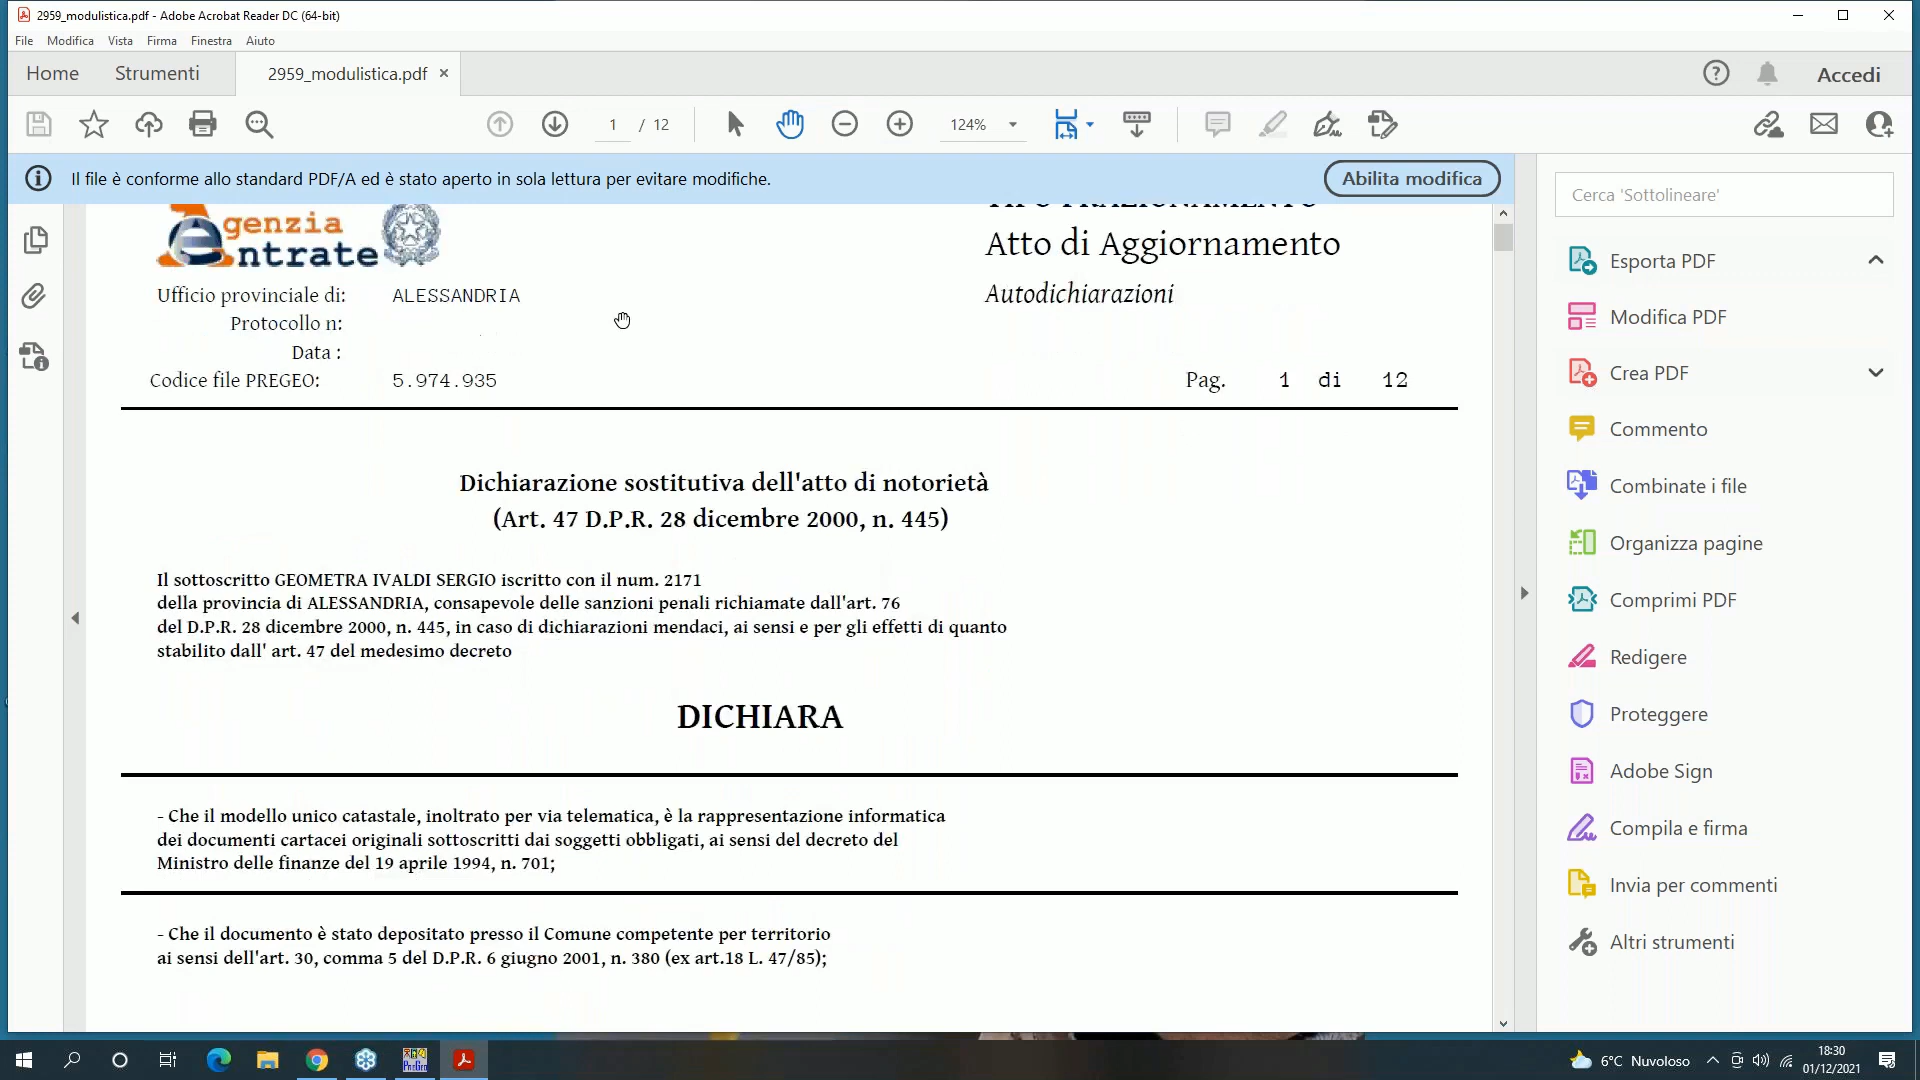 2959_modulistica.pdf - Adobe Acrobat Reader DC (64-bit)
File Modifica Vista Firma Finestra Aiuto
Home Strumenti 2959_modulistica.pdf × Accedi
1 / 12 124%
Il file è conforme allo standard PDF/A ed è stato aperto in sola lettura per evitare modifiche. Abilita modifica
Cerca 'Sottolineare'
TIPO FRAZIONAMENTO
Agenzia
Entrate
Atto di Aggiornamento
Autodichiarazioni
Ufficio provinciale di: ALESSANDRIA
Protocollo n:
Data :
Codice file PREGEO: 5.974.935 Pag. 1 di 12
Dichiarazione sostitutiva dell'atto di notorietà
(Art. 47 D.P.R. 28 dicembre 2000, n. 445)
Il sottoscritto GEOMETRA IVALDI SERGIO iscritto con il num. 2171
della provincia di ALESSANDRIA, consapevole delle sanzioni penali richiamate dall'art. 76
del D.P.R. 28 dicembre 2000, n. 445, in caso di dichiarazioni mendaci, ai sensi e per gli effetti di quanto
stabilito dall' art. 47 del medesimo decreto
DICHIARA
- Che il modello unico catastale, inoltrato per via telematica, è la rappresentazione informatica
dei documenti cartacei originali sottoscritti dai soggetti obbligati, ai sensi del decreto del
Ministro delle finanze del 19 aprile 1994, n. 701;
- Che il documento è stato depositato presso il Comune competente per territorio
ai sensi dell'art. 30, comma 5 del D.P.R. 6 giugno 2001, n. 380 (ex art.18 L. 47/85);
Esporta PDF
Modifica PDF
Crea PDF
Commento
Combinate i file
Organizza pagine
Comprimi PDF
Redigere
Proteggere
Adobe Sign
Compila e firma
Invia per commenti
Altri strumenti
6°C Nuvoloso
18:30
01/12/2021